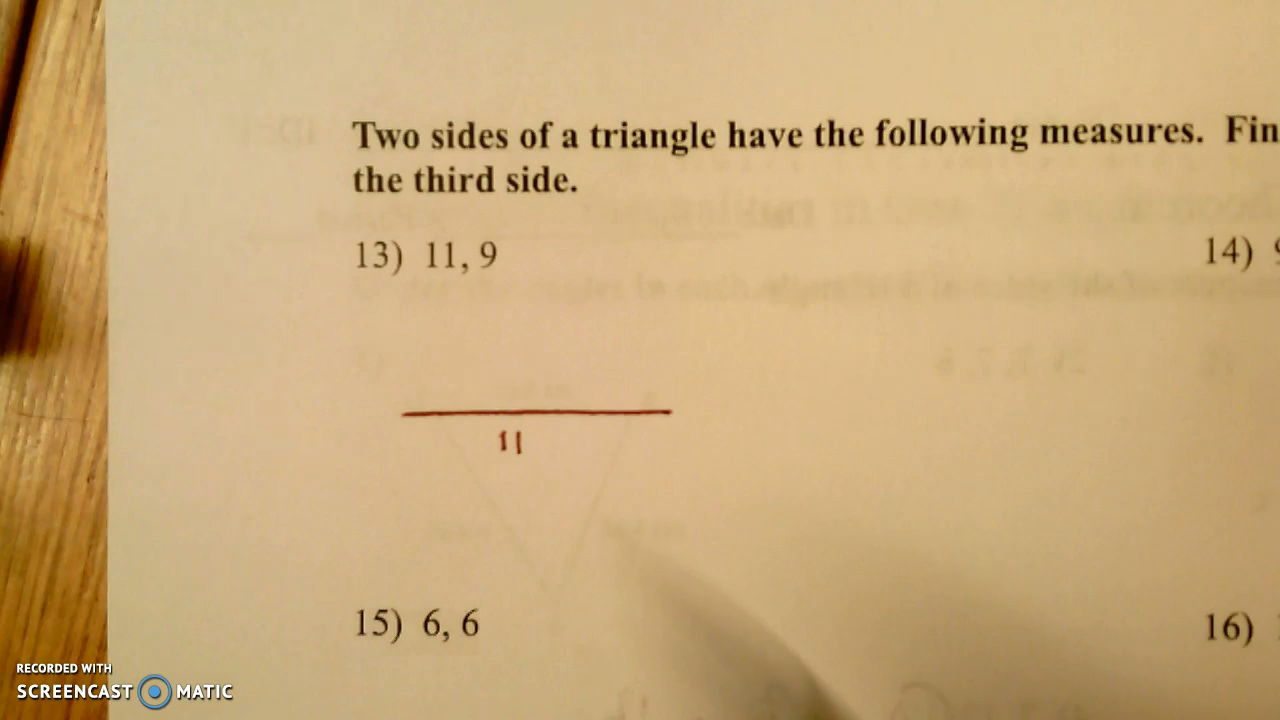 Two sides of a triangle have the following measures. Fin
the third side.
13) 11, 9
14) 9
11
15) 6, 6
16)
RECORDED WITH
SCREENCAST MATIC